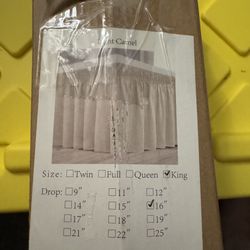 Light Camel
Size: ☐Twin ☐Full ☐Queen ☑King
Drop: ☐9" ☐11" ☐12"
☐14" ☐15" ☑16"
☐17" ☐18" ☐19"
☐21" ☐22" ☐25"